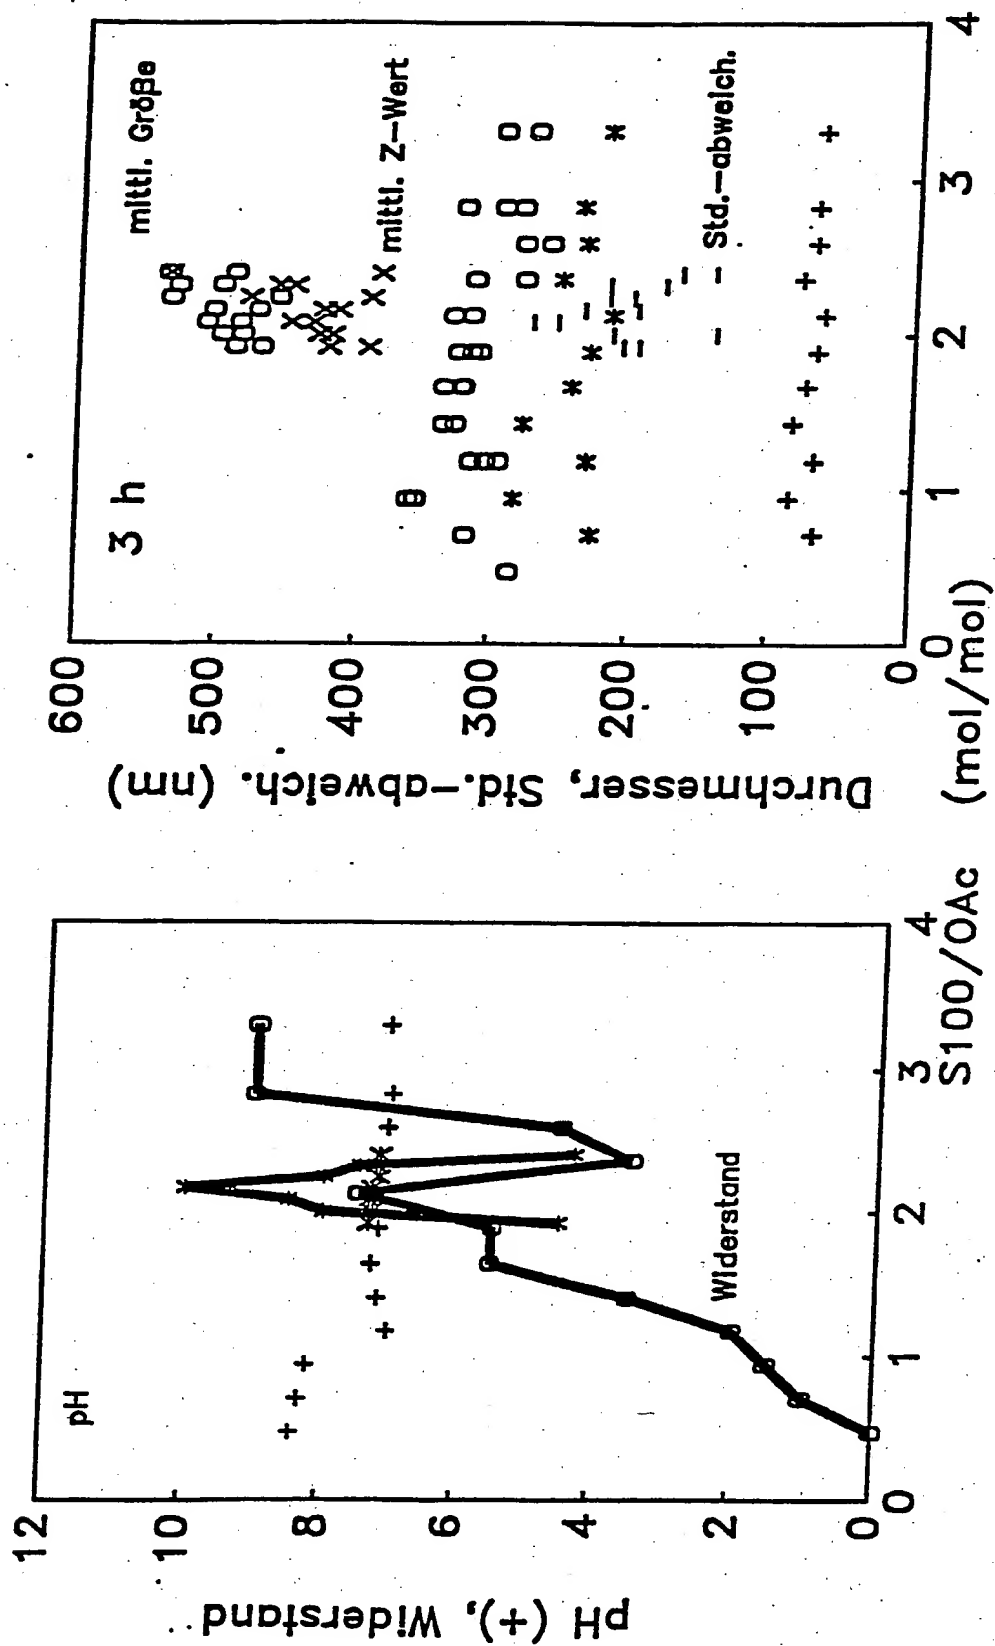 pH (+), Widerstand
12
10
8
6
4
2
0
pH
Widerstand
0
1
2
3
4
S100/OAc (mol/mol)
Durchmesser, Std.-abweich. (nm)
600
500
400
300
200
100
0
3 h
mittl. Größe
mittl. Z-Wert
Std.-abweich.
0
1
2
3
4